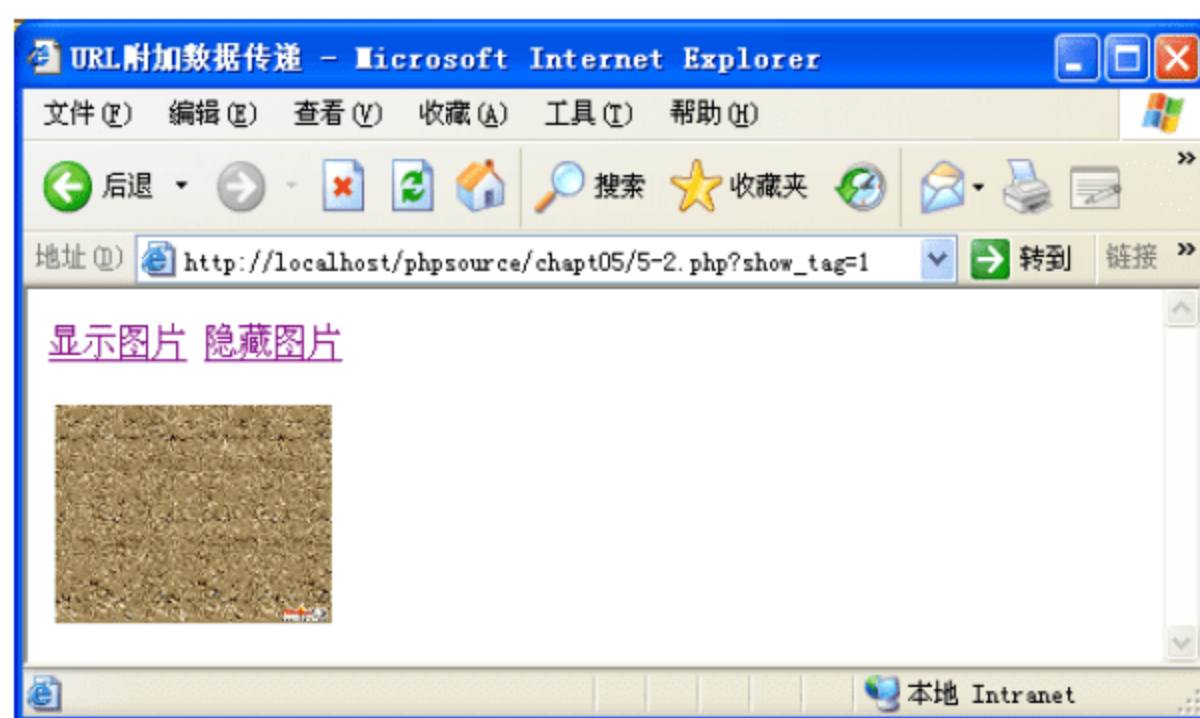 URL附加数据传递 - Microsoft Internet Explorer
文件(F) 编辑(E) 查看(V) 收藏(A) 工具(T) 帮助(H)
后退 搜索 收藏夹 »
地址(D) http://localhost/phpsource/chapt05/5-2.php?show_tag=1 转到 链接 »
显示图片 隐藏图片
本地 Intranet